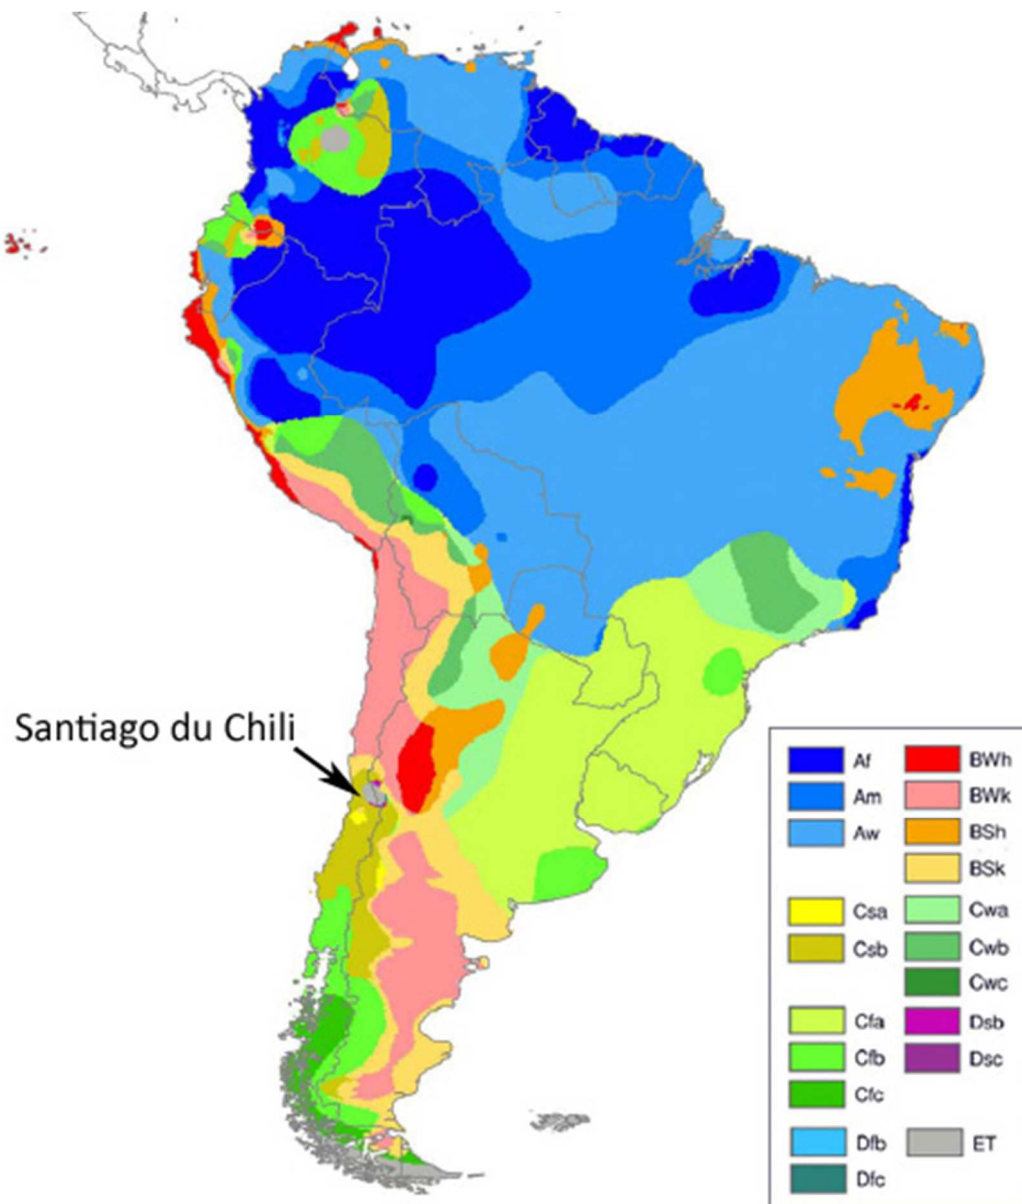 Santiago du Chili
Af
Am
Aw
Csa
Csb
Cfa
Cfb
Cfc
Dfb
Dfc
BWh
BWk
BSh
BSk
Cwa
Cwb
Cwc
Dsb
Dsc
ET